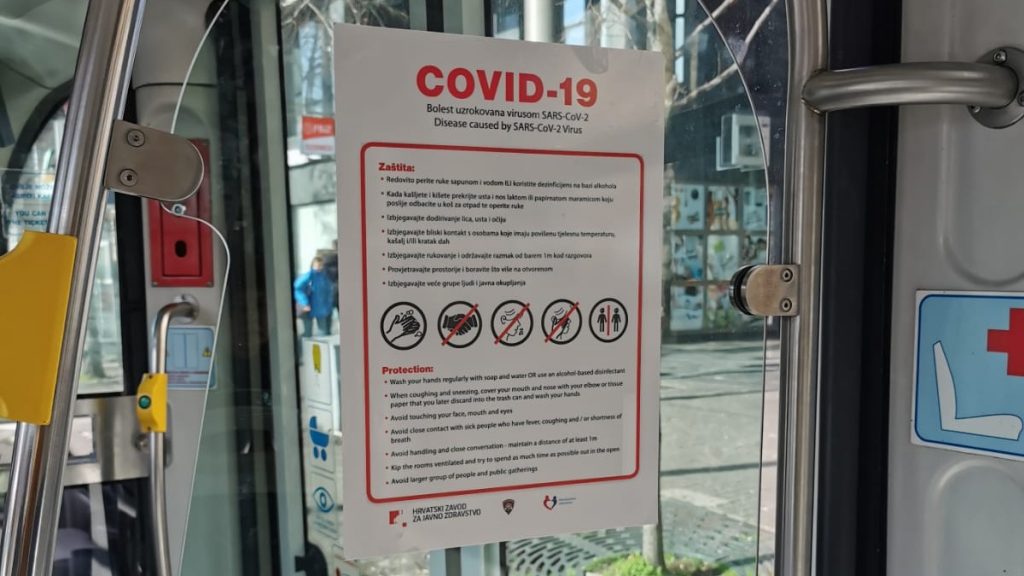 COVID-19
Bolest uzrokovana virusom SARS-CoV-2
Disease caused by SARS-CoV-2 Virus
Zaštita:
• Redovito perite ruke sapunom i vodom ILI koristite dezinficijens na bazi alkohola
• Kada kašljete i kišete prekrijte usta i nos laktom ili papirnatom maramicom koju
poslije odbacite u koš za otpad te operite ruke
• Izbjegavajte dodirivanje lica, usta i očiju
• Izbjegavajte bliski kontakt s osobama koje imaju povišenu tjelesnu temperaturu,
kašalj i/ili kratak dah
• Izbjegavajte rukovanje i održavajte razmak od barem 1m kod razgovora
• Provjetravajte prostorije i boravite što više na otvorenom
• Izbjegavajte veće grupe ljudi i javna okupljanja
Protection:
• Wash your hands regularly with soap and water OR use an alcohol-based disinfectant
• When coughing and sneezing, cover your mouth and nose with your elbow or tissue
paper that you later discard into the trash can and wash your hands
• Avoid touching your face, mouth and eyes
• Avoid close contact with sick people who have fever, coughing and / or shortness of
breath
• Avoid handling and close conversation - maintain a distance of at least 1m
• Kip the rooms ventilated and try to spend as much time as possible out in the open
• Avoid larger group of people and public gatherings
HRVATSKI ZAVOD
ZA JAVNO ZDRAVSTVO
YOU CAN
THE TICKET